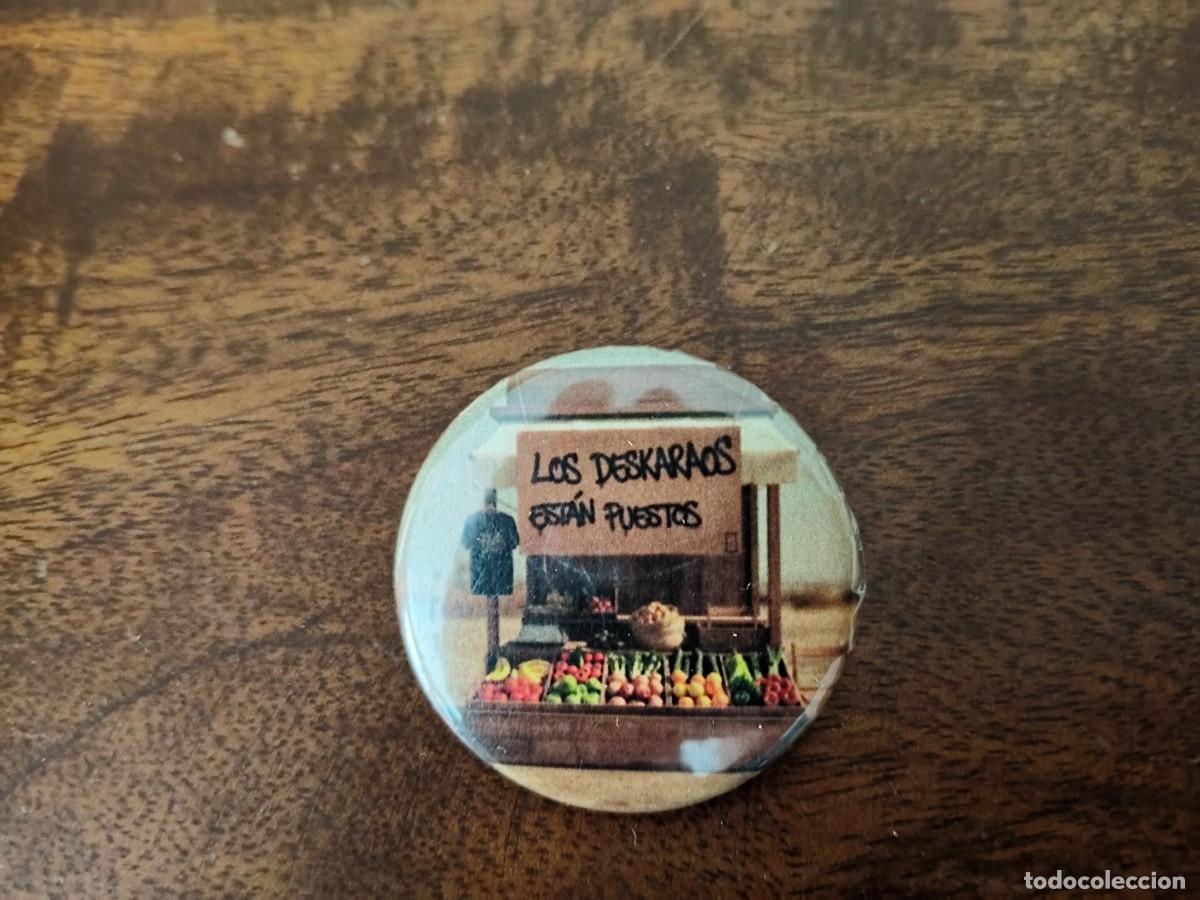 LOS DESKARAOS
ESTÁN PUESTOS
todocoleccion